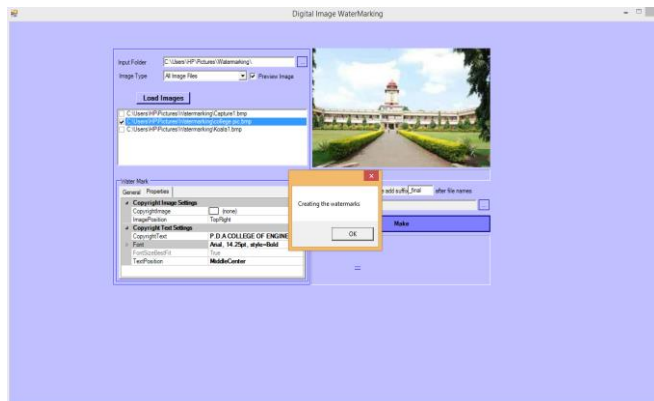 Digital Image WaterMarking
Input Folder C:\Users\HP\Pictures\Watermarking\ ...
Image Type All Image Files Preview Image
Load Images
C:\Users\HP\Pictures\Watermarking\Capture1.bmp
C:\Users\HP\Pictures\Watermarking\college pic.bmp
C:\Users\HP\Pictures\Watermarking\Koala1.bmp
Water Mark
General Properties
Copyright Image Settings
CopyrightImage (none)
ImagePosition TopRight
Copyright Text Settings
CopyrightText P.D.A COLLEGE OF ENGINE
Font Arial, 14.25pt, style=Bold
FontSizeBestFit True
TextPosition MiddleCenter
Creating the watermarks
OK
add suffix _final after file names
...
Make